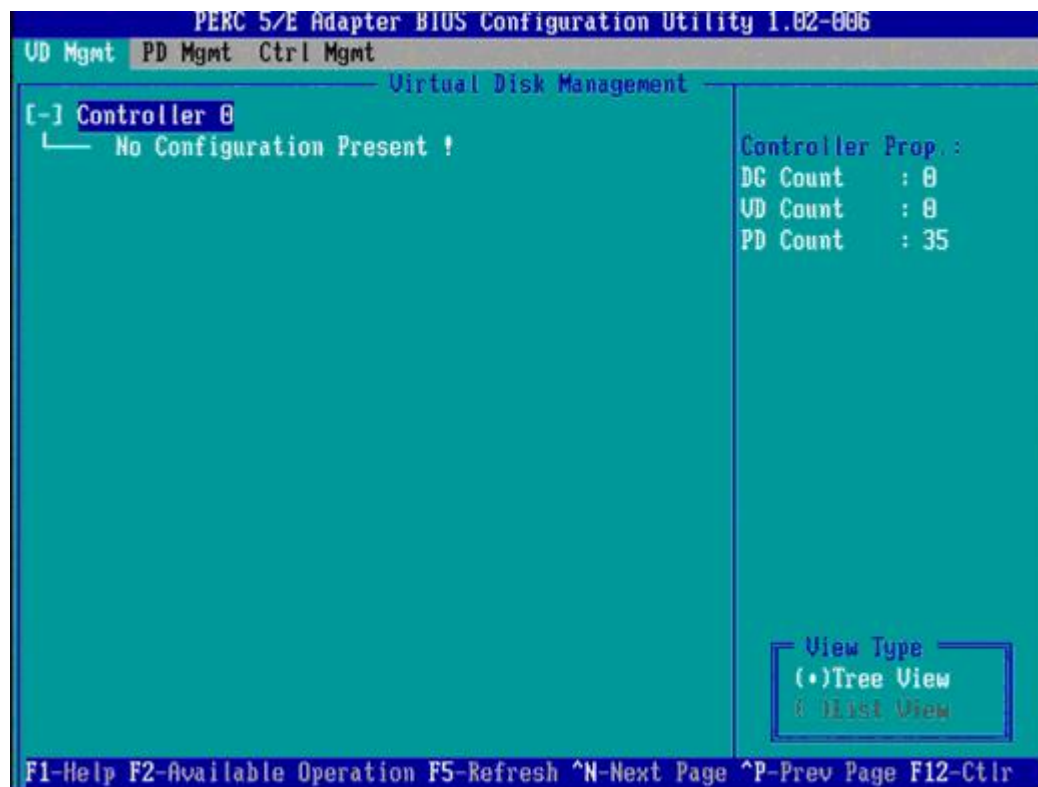 PERC 5/E Adapter BIOS Configuration Utility 1.02-006
VD Mgmt PD Mgmt Ctrl Mgmt
Virtual Disk Management
[-] Controller 0
No Configuration Present !
Controller Prop.:
DG Count : 0
VD Count : 0
PD Count : 35
View Type
(•)Tree View
( )List View
F1-Help F2-Available Operation F5-Refresh ^N-Next Page ^P-Prev Page F12-Ctlr